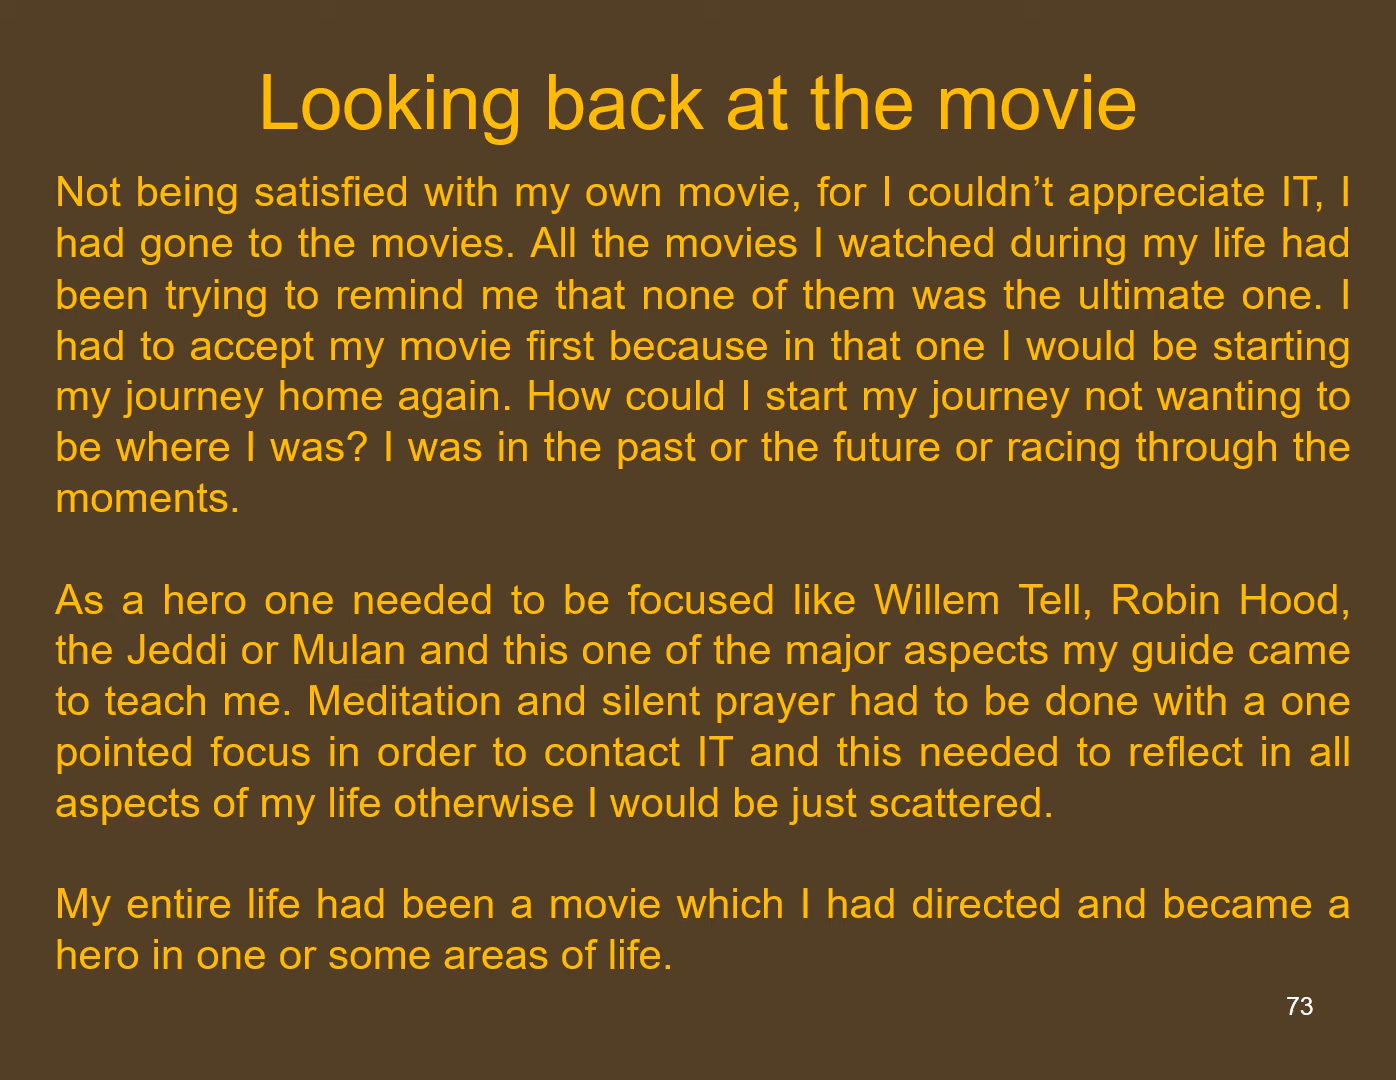 Looking back at the movie
Not being satisfied with my own movie, for I couldn’t appreciate IT, I
had gone to the movies. All the movies I watched during my life had
been trying to remind me that none of them was the ultimate one. I
had to accept my movie first because in that one I would be starting
my journey home again. How could I start my journey not wanting to
be where I was? I was in the past or the future or racing through the
moments.
As a hero one needed to be focused like Willem Tell, Robin Hood,
the Jeddi or Mulan and this one of the major aspects my guide came
to teach me. Meditation and silent prayer had to be done with a one
pointed focus in order to contact IT and this needed to reflect in all
aspects of my life otherwise I would be just scattered.
My entire life had been a movie which I had directed and became a
hero in one or some areas of life.
73